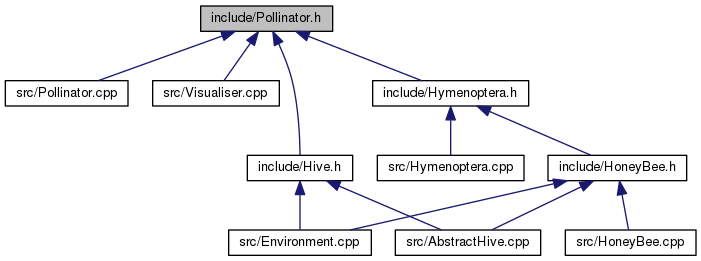 include/Pollinator.h
src/Pollinator.cpp
src/Visualiser.cpp
include/Hymenoptera.h
include/Hive.h
src/Hymenoptera.cpp
include/HoneyBee.h
src/Environment.cpp
src/AbstractHive.cpp
src/HoneyBee.cpp